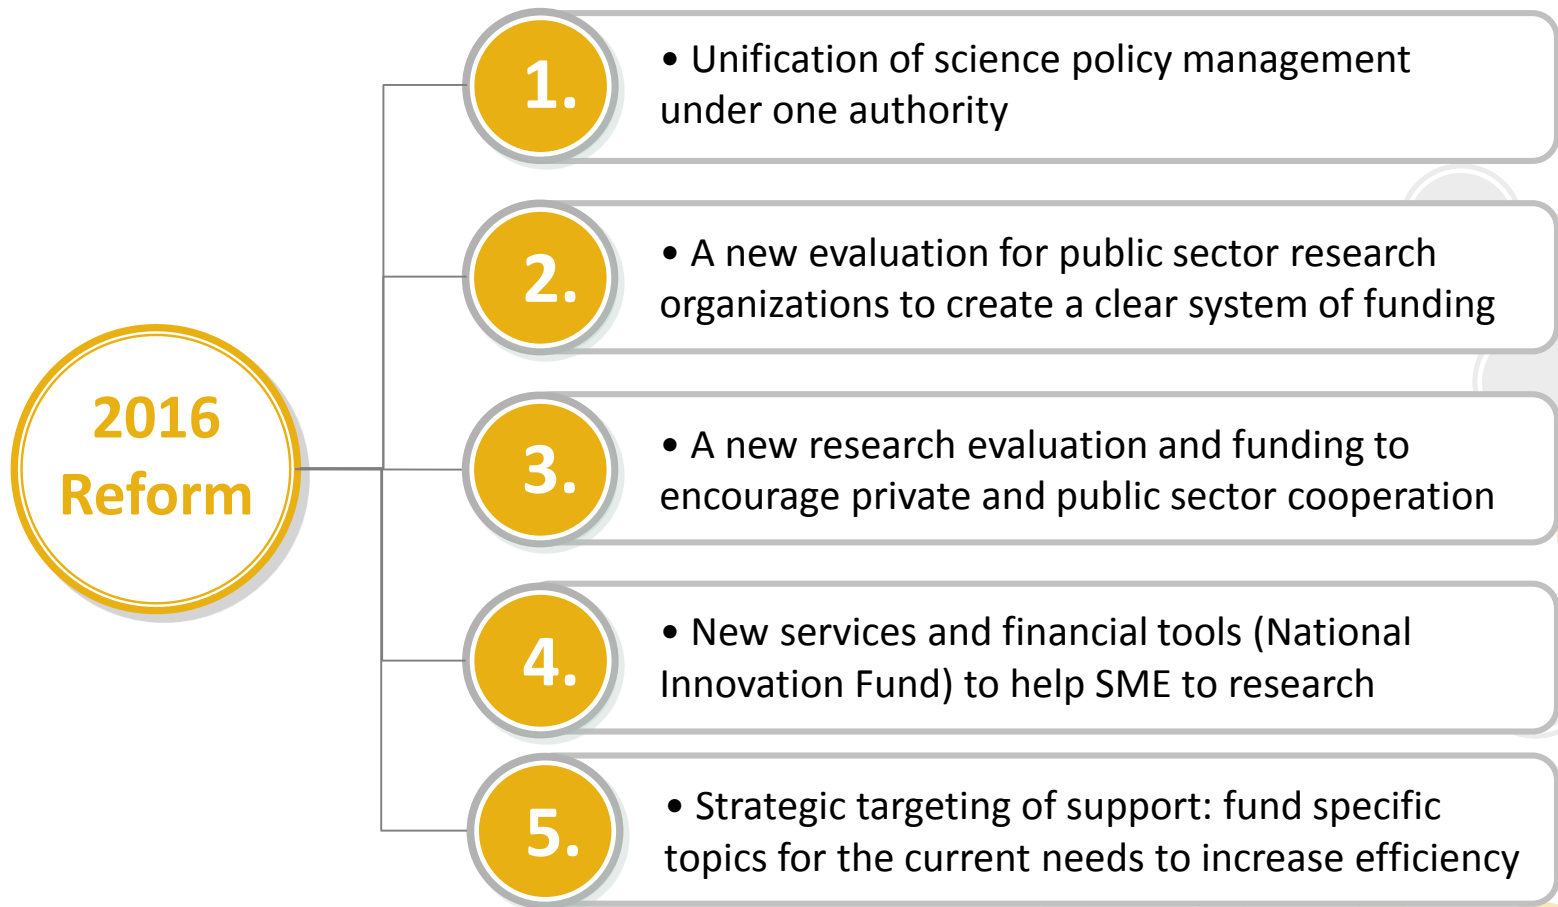 2016
Reform
1.
• Unification of science policy management
under one authority
2.
• A new evaluation for public sector research
organizations to create a clear system of funding
3.
• A new research evaluation and funding to
encourage private and public sector cooperation
4.
• New services and financial tools (National
Innovation Fund) to help SME to research
5.
• Strategic targeting of support: fund specific
topics for the current needs to increase efficiency